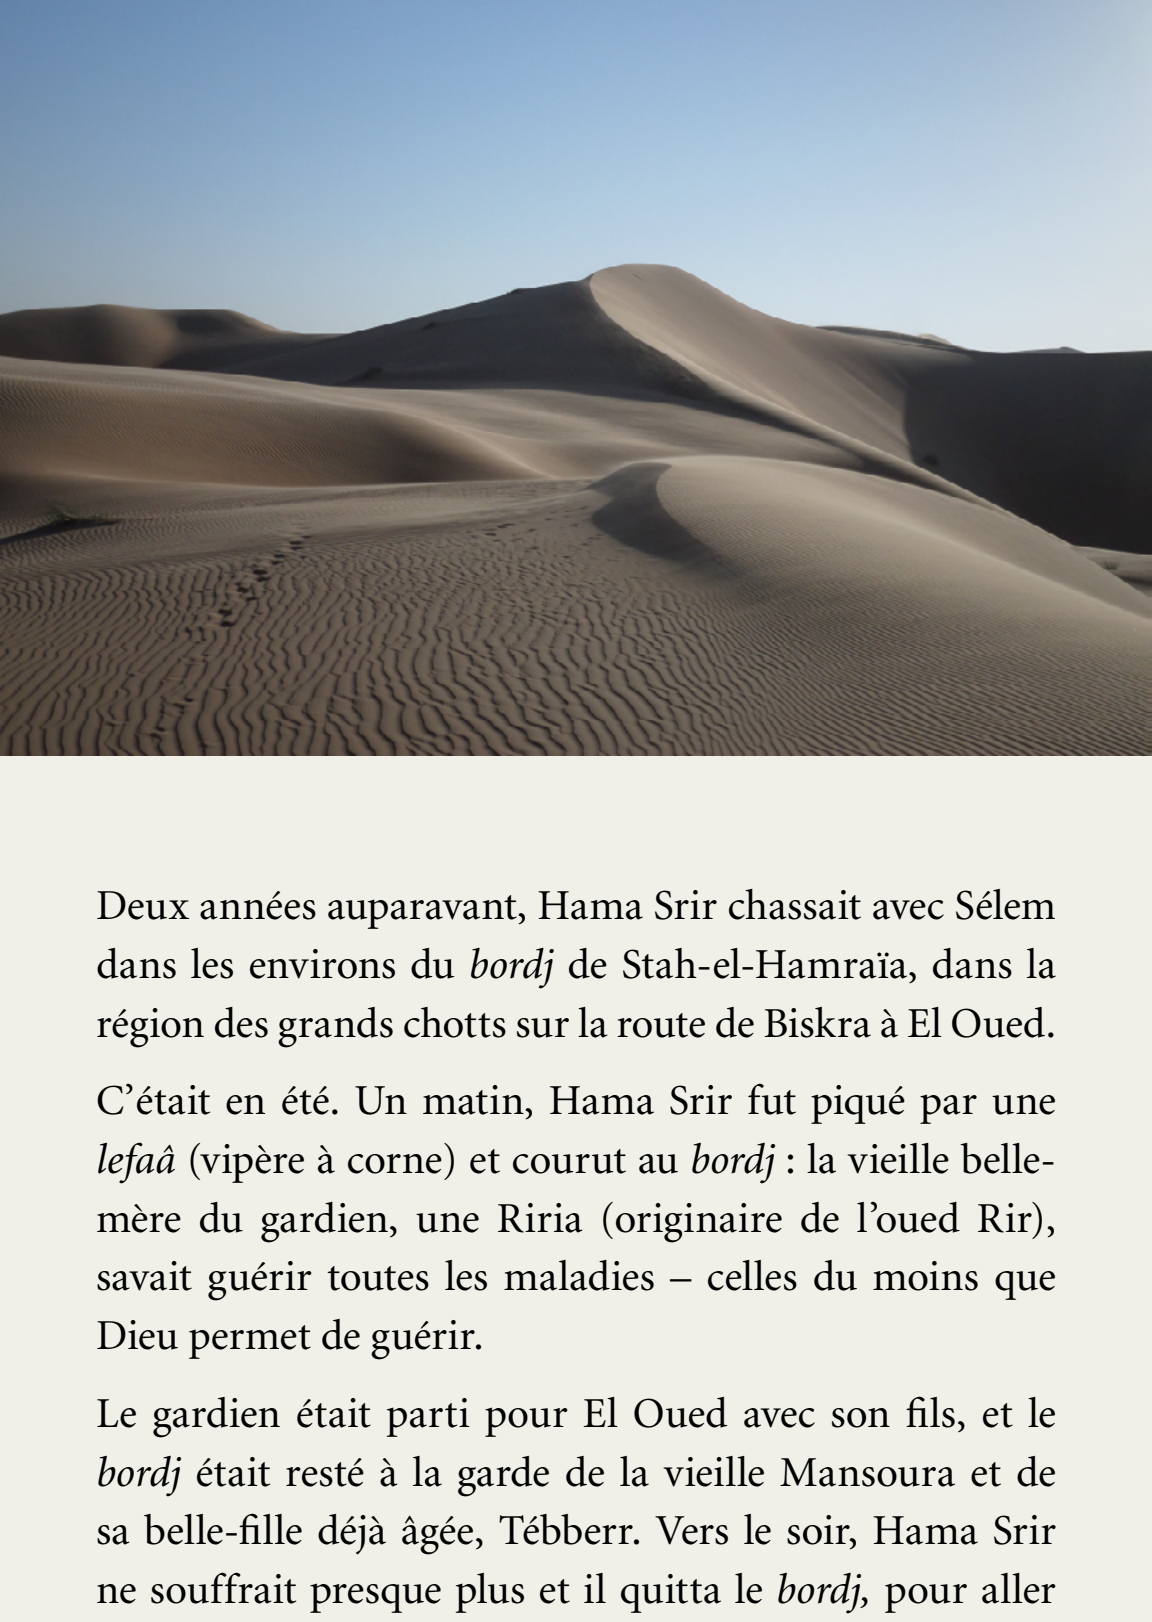 Deux années auparavant, Hama Srir chassait avec Sélem
dans les environs du bordj de Stah-el-Hamraïa, dans la
région des grands chotts sur la route de Biskra à El Oued.
C’était en été. Un matin, Hama Srir fut piqué par une
lefaâ (vipère à corne) et courut au bordj : la vieille belle-
mère du gardien, une Riria (originaire de l’oued Rir),
savait guérir toutes les maladies – celles du moins que
Dieu permet de guérir.
Le gardien était parti pour El Oued avec son fils, et le
bordj était resté à la garde de la vieille Mansoura et de
sa belle-fille déjà âgée, Tébberr. Vers le soir, Hama Srir
ne souffrait presque plus et il quitta le bordj, pour aller